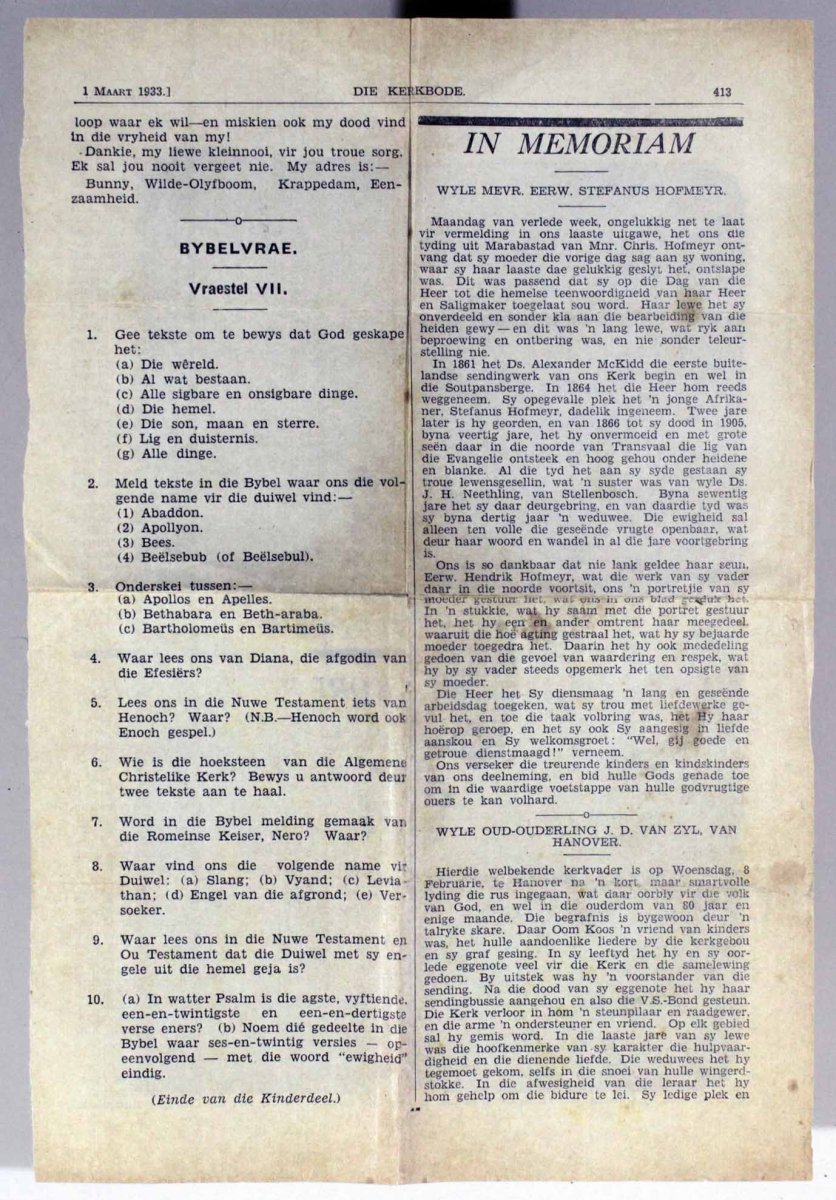 1 MAART 1933.]
DIE KERKBODE.
413
loop waar ek wil—en miskien ook my dood vind
in die vryheid van my!
Dankie, my liewe kleinnooi, vir jou troue sorg.
Ek sal jou nooit vergeet nie. My adres is:—
Bunny, Wilde-Olyfboom, Krappedam, Een-
zaamheid.
BYBELVRAE.
Vraestel VII.
1. Gee tekste om te bewys dat God geskape
het:
(a) Die wêreld.
(b) Al wat bestaan.
(c) Alle sigbare en onsigbare dinge.
(d) Die hemel.
(e) Die son, maan en sterre.
(f) Lig en duisternis.
(g) Alle dinge.
2. Meld tekste in die Bybel waar ons die vol-
gende name vir die duiwel vind:—
(1) Abaddon.
(2) Apollyon.
(3) Bees.
(4) Beëlsebub (of Beëlsebul).
3. Onderskei tussen:—
(a) Apollos en Apelles.
(b) Bethabara en Beth-araba.
(c) Bartholomeüs en Bartimeüs.
4. Waar lees ons van Diana, die afgodin van
die Efesiërs?
5. Lees ons in die Nuwe Testament iets van
Henoch? Waar? (N.B.—Henoch word ook
Enoch gespel.)
6. Wie is die hoeksteen van die Algemene
Christelike Kerk? Bewys u antwoord deur
twee tekste aan te haal.
7. Word in die Bybel melding gemaak van
die Romeinse Keiser, Nero? Waar?
8. Waar vind ons die volgende name vir
Duiwel: (a) Slang; (b) Vyand; (c) Levia-
than; (d) Engel van die afgrond; (e) Ver-
soeker.
9. Waar lees ons in die Nuwe Testament en
Ou Testament dat die Duiwel met sy en-
gele uit die hemel geja is?
10. (a) In watter Psalm is die agste, vyftiende,
een-en-twintigste en een-en-dertigste
verse eners? (b) Noem dié gedeelte in die
Bybel waar ses-en-twintig versies — op-
eenvolgend — met die woord "ewigheid"
eindig.
(Einde van die Kinderdeel.)
IN MEMORIAM
WYLE MEVR. EERW. STEFANUS HOFMEYR.
Maandag van verlede week, ongelukkig net te laat
vir vermelding in ons laaste uitgawe, het ons die
tyding uit Marabastad van Mnr. Chris. Hofmeyr ont-
vang dat sy moeder die vorige dag sag aan sy woning,
waar sy haar laaste dae gelukkig geslyt het, ontslape
was. Dit was passend dat sy op die Dag van die
Heer tot die hemelse teenwoordigheid van haar Heer
en Saligmaker toegelaat sou word. Haar lewe het sy
onverdeeld en sonder kla aan die bearbeiding van die
heiden gewy — en dit was 'n lang lewe, wat ryk aan
beproewing en ontbering was, en nie sonder teleur-
stelling nie.
In 1861 het Ds. Alexander McKidd die eerste buite-
landse sendingwerk van ons Kerk begin en wel in
die Soutpansberge. In 1864 het die Heer hom reeds
weggeneem. Sy opegevalle plek het 'n jonge Afrika-
ner, Stefanus Hofmeyr, dadelik ingeneem. Twee jare
later is hy georden, en van 1866 tot sy dood in 1905,
byna veertig jare, het hy onvermoeid en met grote
seën daar in die noorde van Transvaal die lig van
die Evangelie ontsteek en hoog gehou onder heidene
en blanke. Al die tyd het aan sy syde gestaan sy
troue lewensgesellin, wat 'n suster was van wyle Ds.
J. H. Neethling, van Stellenbosch. Byna sewentig
jare het sy daar deurgebring, en van daardie tyd was
sy byna dertig jaar 'n weduwee. Die ewigheid sal
alleen ten volle die geseënde vrugte openbaar, wat
deur haar woord en wandel in al die jare voortgebring
is.
Ons is so dankbaar dat nie lank gelede haar seun,
Eerw. Hendrik Hofmeyr, wat die werk van sy vader
daar in die noorde voortsit, ons 'n portretjie van sy
moeder gestuur het, wat ons in ons blad geplaas het.
In 'n stukkie, wat hy saam met die portret gestuur
het, het hy een en ander omtrent haar meegedeel,
waaruit die hoë agting gestraal het, wat hy sy bejaarde
moeder toegedra het. Daarin het hy ook mededeling
gedoen van die gevoel van waardering en respek, wat
hy by sy vader steeds opgemerk het ten opsigte van
sy moeder.
Die Heer het Sy diensmaag 'n lang en geseënde
arbeidsdag toegeken, wat sy trou met liefdewerke ge-
vul het, en toe die taak volbring was, het Hy haar
hoërop geroep, en het sy ook Sy aangesig in liefde
aanskou en Sy welkomsgroet: "Wel, gij goede en
getroue dienstmaagd!" verneem.
Ons verseker die treurende kinders en kindskinders
van ons deelneming, en bid hulle Gods genade toe
om in die waardige voetstappe van hulle godvrugtige
ouers te kan volhard.
WYLE OUD-OUDERLING J. D. VAN ZYL, VAN
HANOVER.
Hierdie welbekende kerkvader is op Woensdag, 8
Februarie, te Hanover na 'n kort, maar smartvolle
lyding die rus ingegaan, wat daar oorbly vir die volk
van God, en wel in die ouderdom van 80 jaar en
enige maande. Die begrafnis is bygewoon deur 'n
talryke skare. Daar Oom Koos 'n vriend van kinders
was, het hulle aandoenlike liedere by die kerkgebou
en sy graf gesing. In sy leeftyd het hy en sy oor-
lede eggenote veel vir die Kerk en die samelewing
gedoen. By uitstek was hy 'n voorstander van die
sending. Na die dood van sy eggenote het hy haar
sendingbussie aangehou en also die V.S.-Bond gesteun.
Die Kerk verloor in hom 'n steunpilaar en raadgewer,
en die arme 'n ondersteuner en vriend. Op elk gebied
sal hy gemis word. In die laaste jare van sy lewe
was die hoofkenmerke van sy karakter die hulpvaar-
digheid en die dienende liefde. Die weduwees het hy
tegemoet gekom, selfs in die snoei van hulle wingerd-
stokke. In die afwesigheid van die leraar het hy
hom gehelp om die bidure te lei. Sy ledige plek en